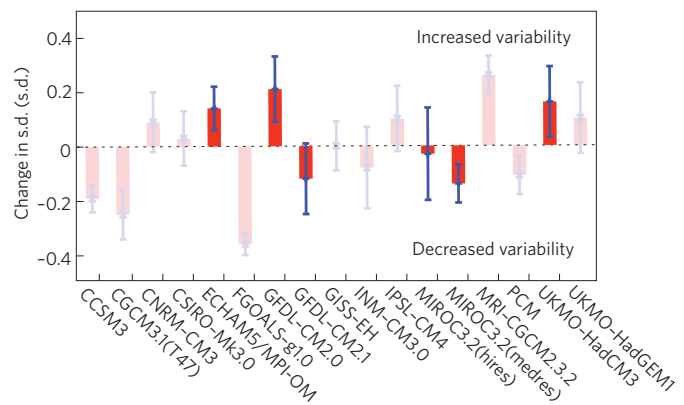 Increased variability
0.4
0.2
0
−0.2
−0.4
Change in s.d. (s.d.)
Decreased variability
CCSM3
CGCM3.1(T47)
CNRM-CM3
CSIRO-Mk3.0
ECHAM5/MPI-OM
FGOALS-g1.0
GFDL-CM2.0
GFDL-CM2.1
GISS-EH
INM-CM3.0
IPSL-CM4
MIROC3.2(hires)
MIROC3.2(medres)
MRI-CGCM2.3.2
PCM
UKMO-HadCM3
UKMO-HadGEM1